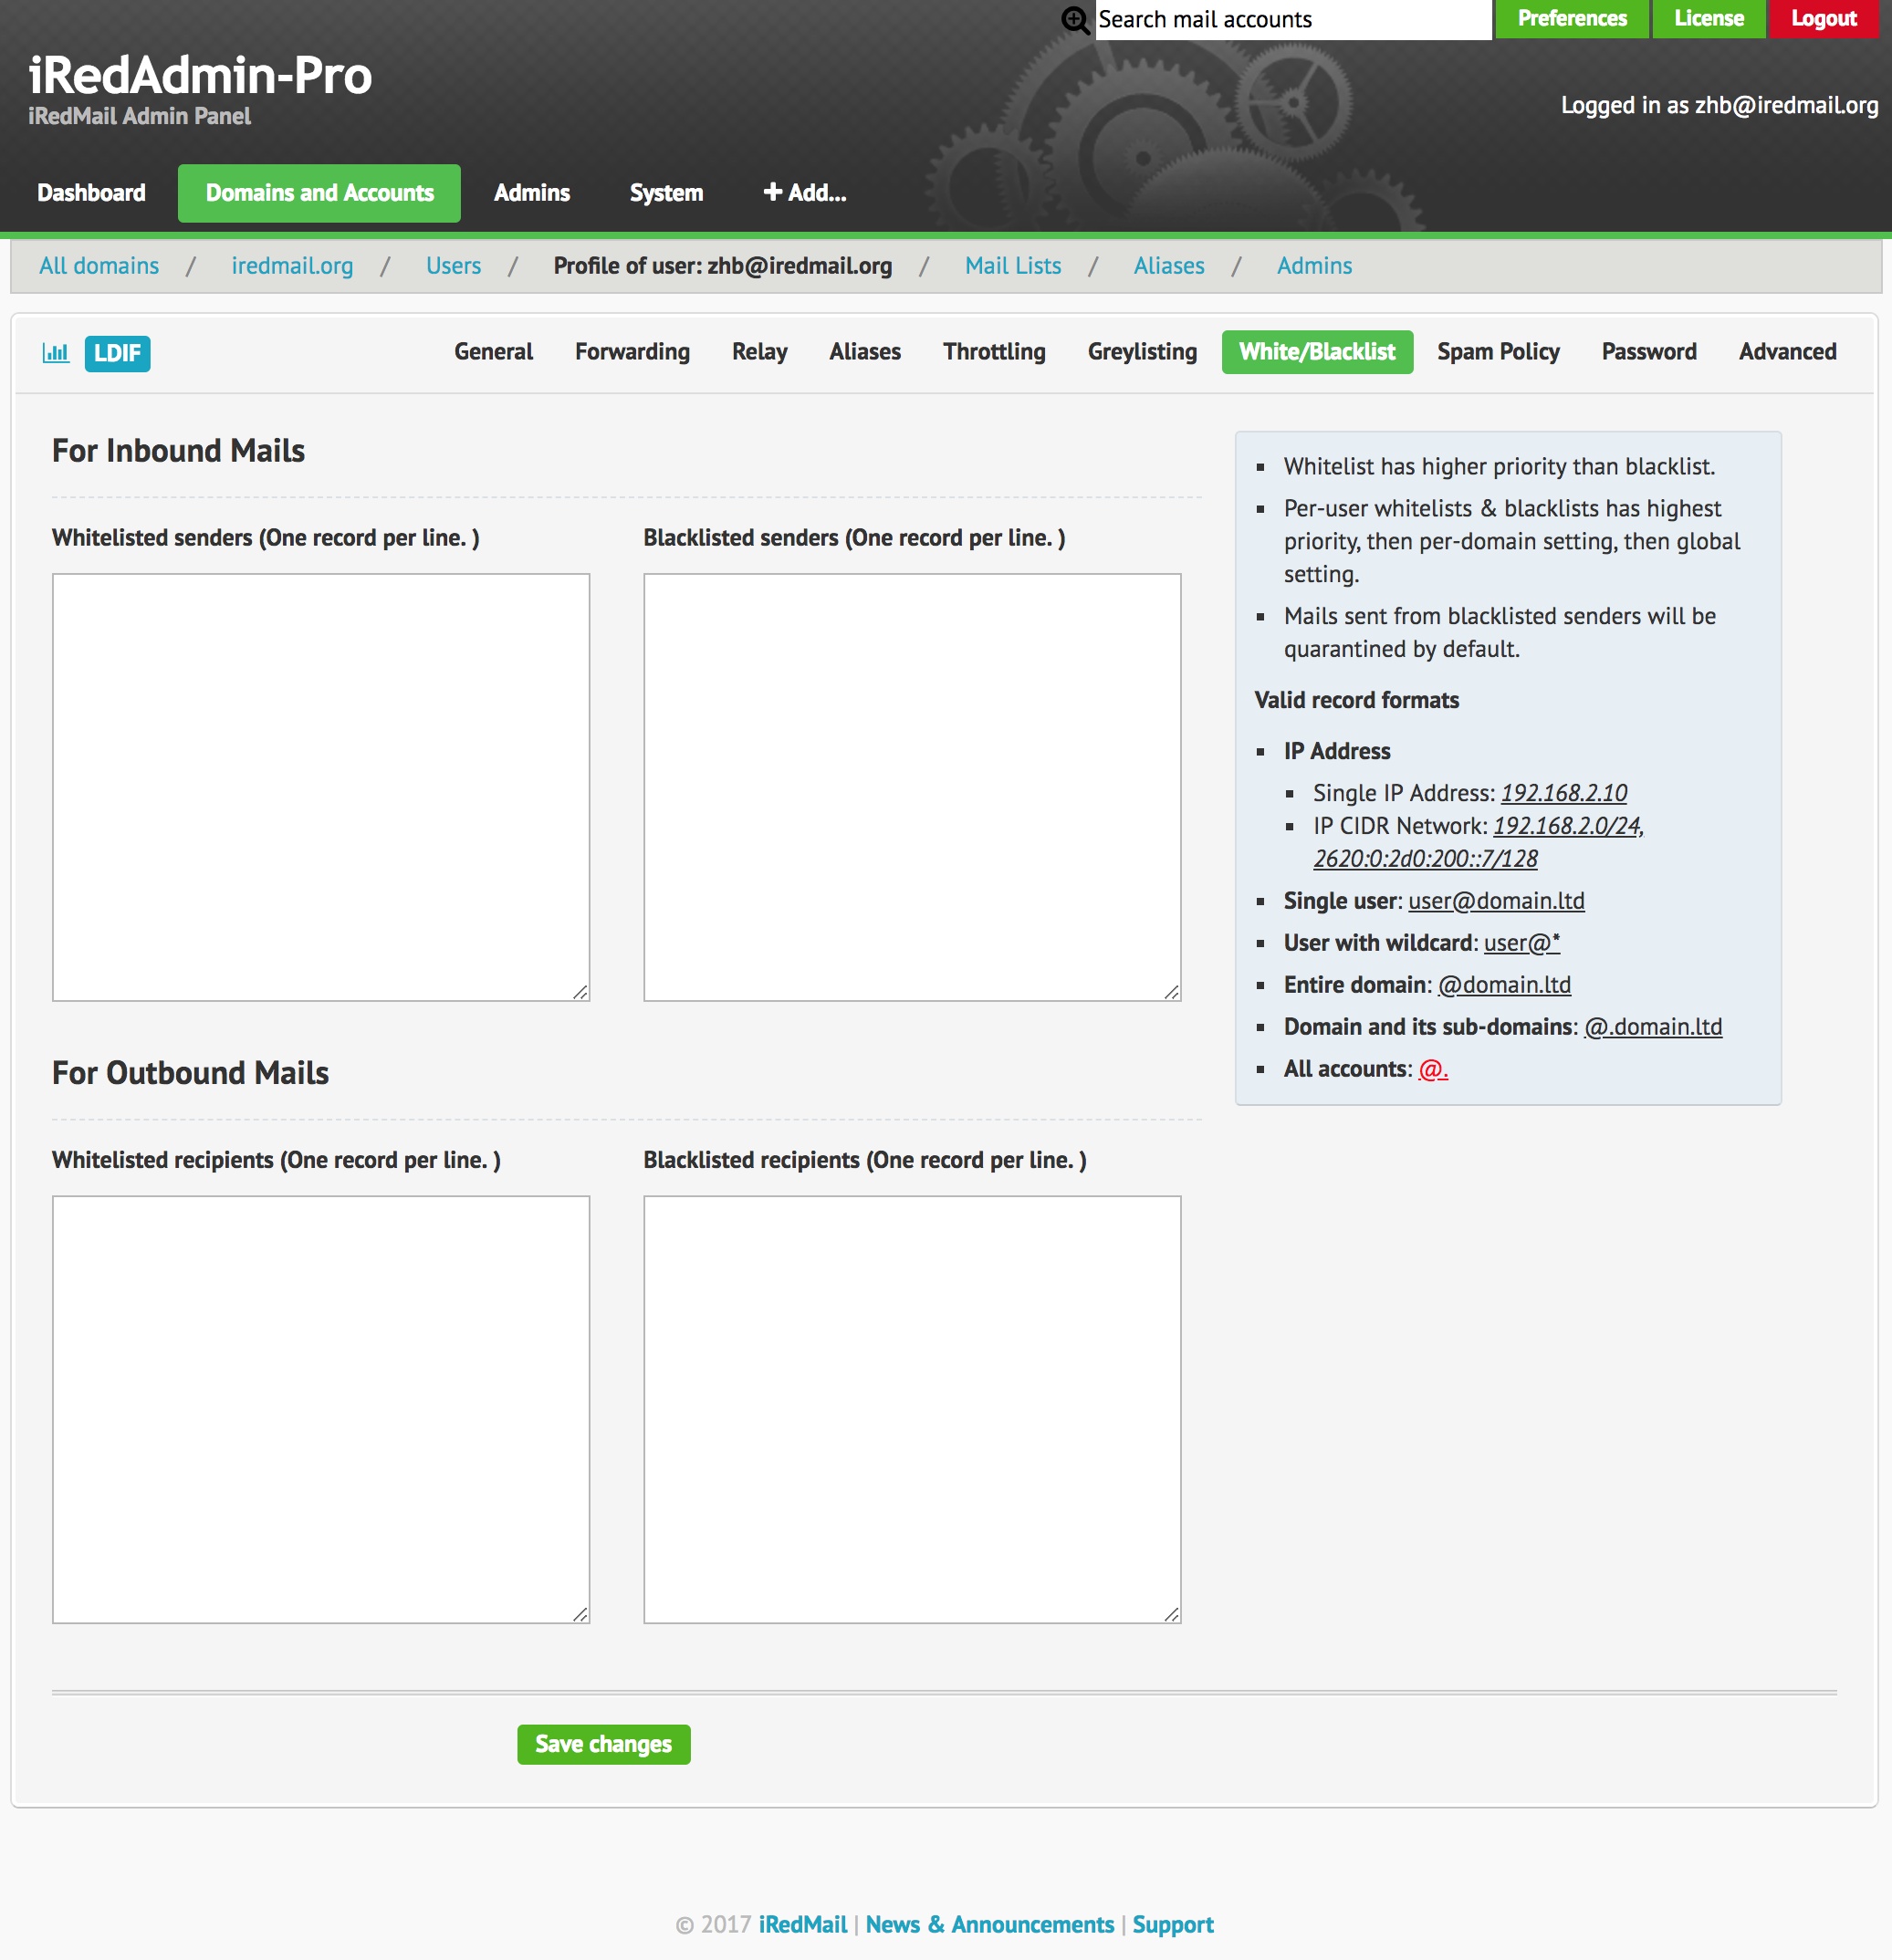 Search mail accounts
Preferences
License
Logout
iRedAdmin-Pro
iRedMail Admin Panel
Logged in as zhb@iredmail.org
Dashboard
Domains and Accounts
Admins
System
+ Add...
All domains / iredmail.org / Users / Profile of user: zhb@iredmail.org / Mail Lists / Aliases / Admins
LDIF
General
Forwarding
Relay
Aliases
Throttling
Greylisting
White/Blacklist
Spam Policy
Password
Advanced
For Inbound Mails
Whitelisted senders (One record per line. )
Blacklisted senders (One record per line. )
For Outbound Mails
Whitelisted recipients (One record per line. )
Blacklisted recipients (One record per line. )
Whitelist has higher priority than blacklist.
Per-user whitelists & blacklists has highest
priority, then per-domain setting, then global
setting.
Mails sent from blacklisted senders will be
quarantined by default.
Valid record formats
IP Address
Single IP Address: 192.168.2.10
IP CIDR Network: 192.168.2.0/24,
2620:0:2d0:200::7/128
Single user: user@domain.ltd
User with wildcard: user@*
Entire domain: @domain.ltd
Domain and its sub-domains: @.domain.ltd
All accounts: @.
Save changes
© 2017 iRedMail | News & Announcements | Support